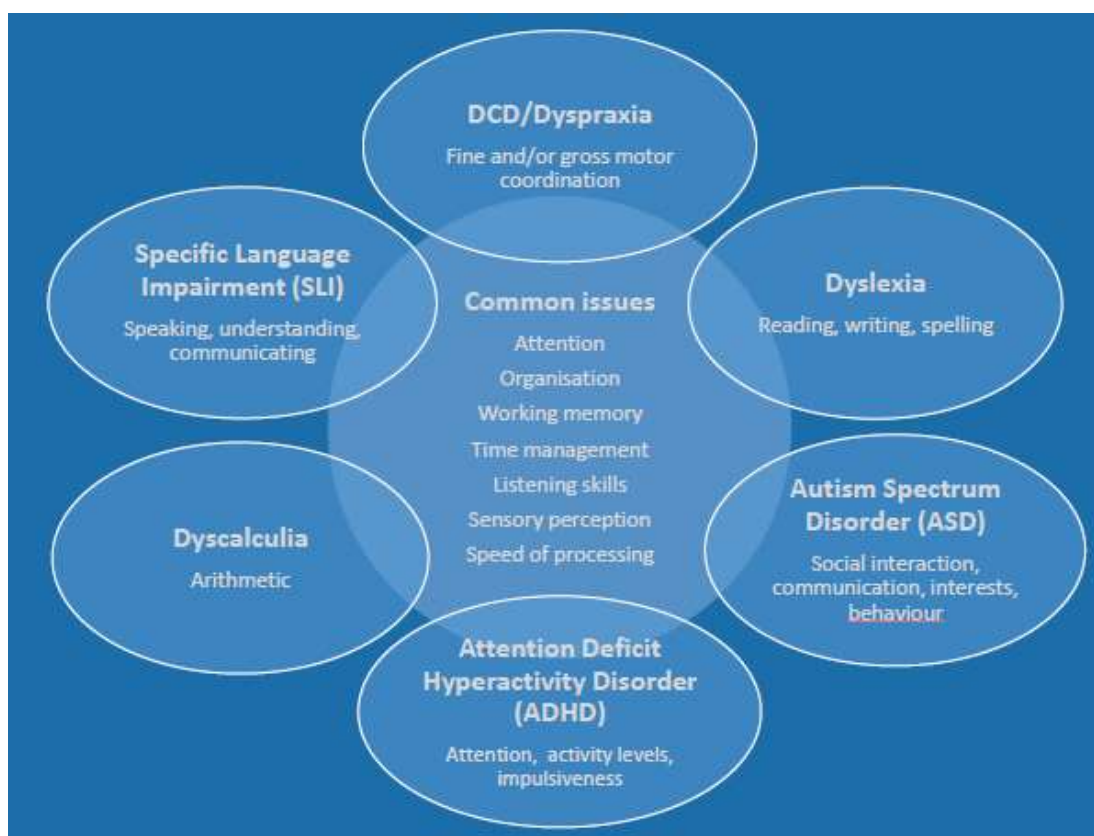 DCD/Dyspraxia
Fine and/or gross motor
coordination
Specific Language
Impairment (SLI)
Speaking, understanding,
communicating
Common issues
Attention
Organisation
Working memory
Time management
Listening skills
Sensory perception
Speed of processing
Dyslexia
Reading, writing, spelling
Dyscalculia
Arithmetic
Autism Spectrum
Disorder (ASD)
Social interaction,
communication, interests,
behaviour
Attention Deficit
Hyperactivity Disorder
(ADHD)
Attention, activity levels,
impulsiveness